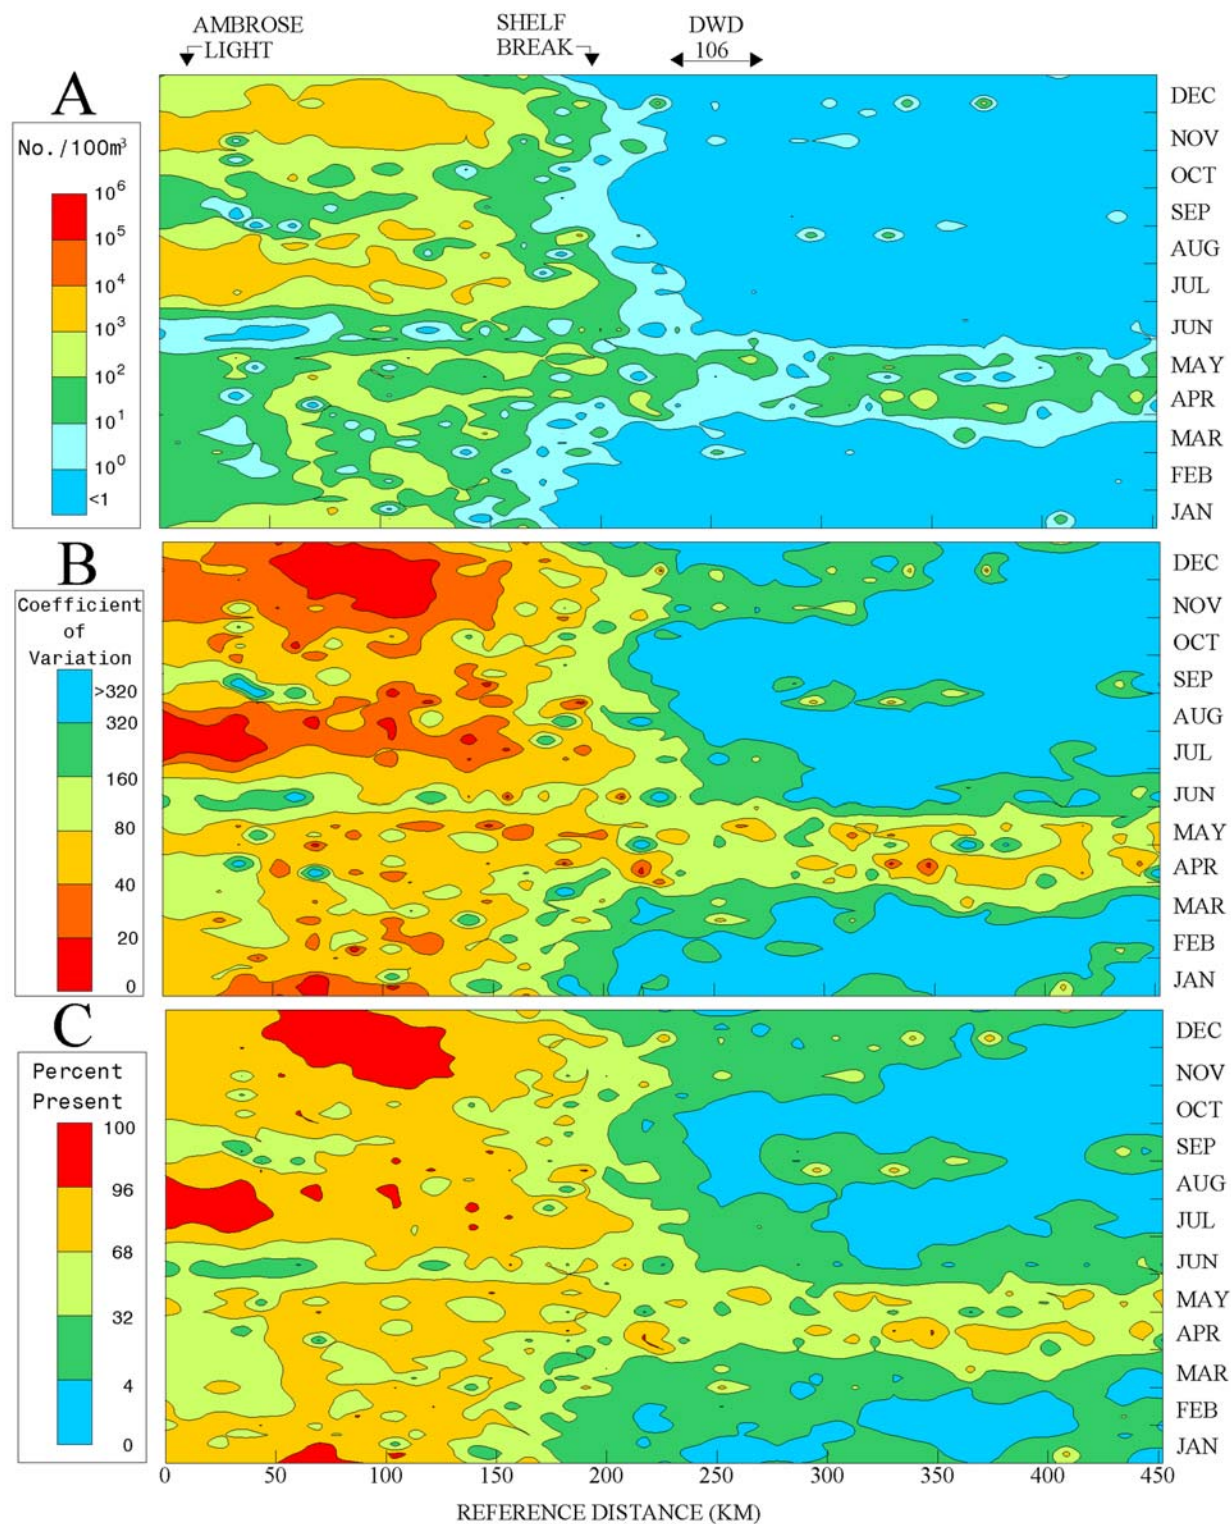 AMBROSE
LIGHT
SHELF
BREAK
DWD
106
A
No./100m³
10⁶
10⁵
10⁴
10³
10²
10¹
10⁰
<1
DEC
NOV
OCT
SEP
AUG
JUL
JUN
MAY
APR
MAR
FEB
JAN
B
Coefficient
of
Variation
>320
320
160
80
40
20
0
DEC
NOV
OCT
SEP
AUG
JUL
JUN
MAY
APR
MAR
FEB
JAN
C
Percent
Present
100
96
68
32
4
0
DEC
NOV
OCT
SEP
AUG
JUL
JUN
MAY
APR
MAR
FEB
JAN
0 50 100 150 200 250 300 350 400 450
REFERENCE DISTANCE (KM)